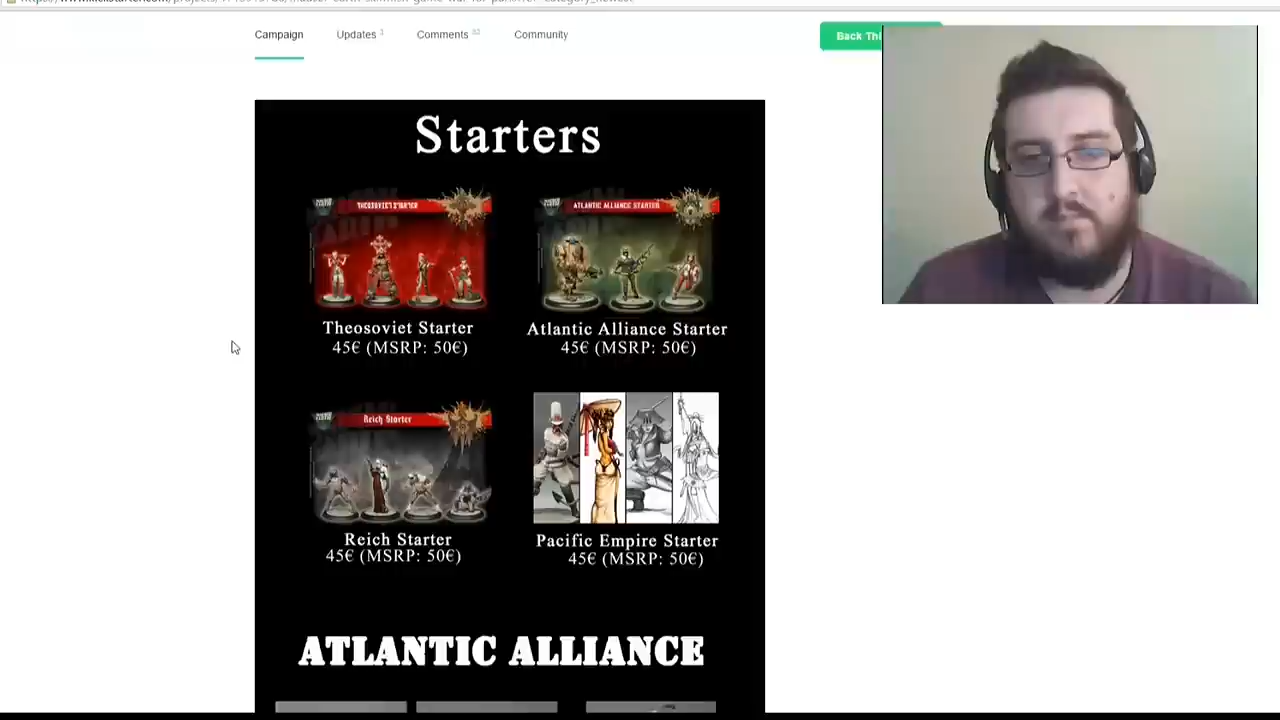 Campaign Updates 1 Comments Community
Back Thi
Starters
THEOSOVIET STARTER
ATLANTIC ALLIANCE STARTER
Theosoviet Starter
45€ (MSRP: 50€)
Atlantic Alliance Starter
45€ (MSRP: 50€)
Reich Starter
Reich Starter
45€ (MSRP: 50€)
Pacific Empire Starter
45€ (MSRP: 50€)
ATLANTIC ALLIANCE